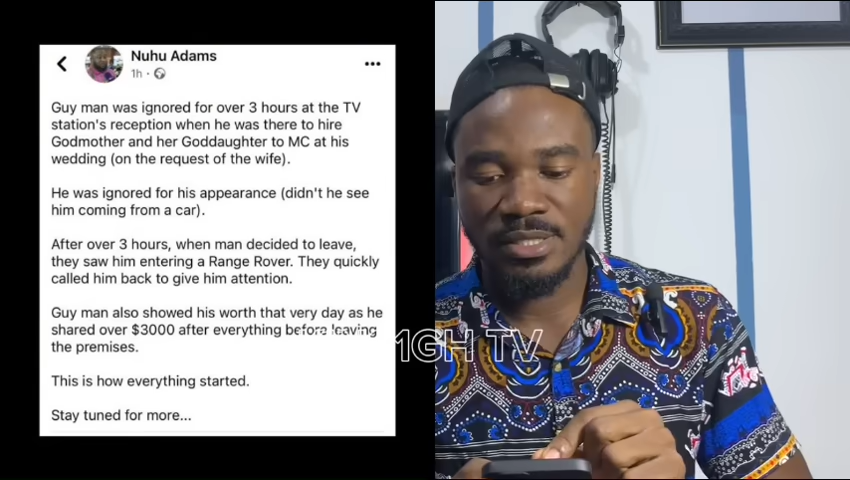 Nuhu Adams
1h ·
Guy man was ignored for over 3 hours at the TV
station's reception when he was there to hire
Godmother and her Goddaughter to MC at his
wedding (on the request of the wife).
He was ignored for his appearance (didn't he see
him coming from a car).
After over 3 hours, when man decided to leave,
they saw him entering a Range Rover. They quickly
called him back to give him attention.
Guy man also showed his worth that very day as he
shared over $3000 after everything before leaving
the premises.
This is how everything started.
Stay tuned for more...
1GH TV